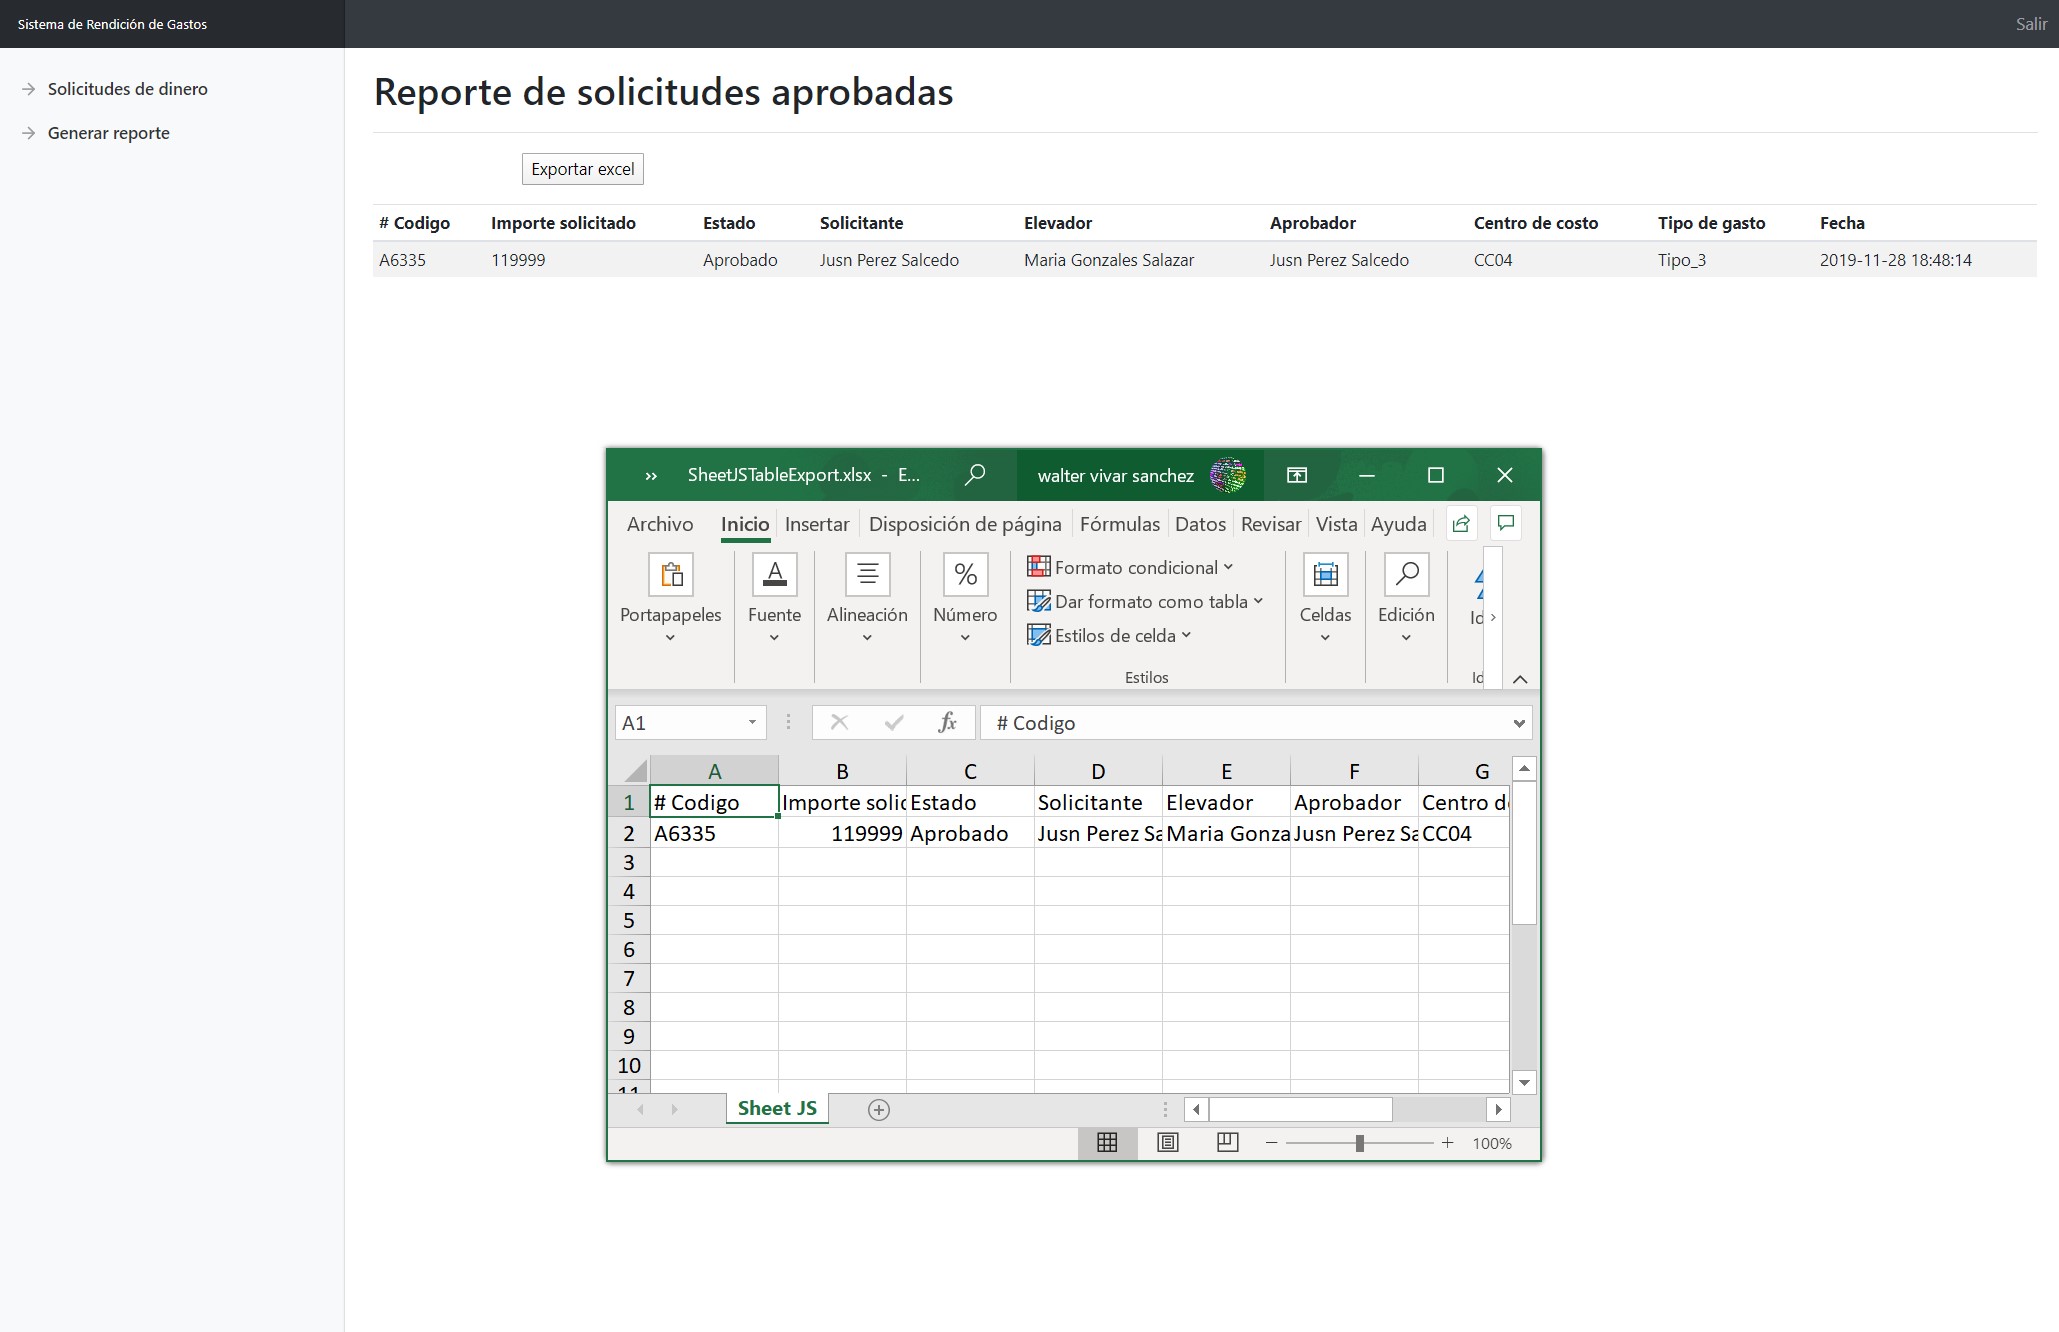 Sistema de Rendición de Gastos
Salir
Solicitudes de dinero
Generar reporte
Reporte de solicitudes aprobadas
Exportar excel
# Codigo Importe solicitado Estado Solicitante Elevador Aprobador Centro de costo Tipo de gasto Fecha
A6335 119999 Aprobado Jusn Perez Salcedo Maria Gonzales Salazar Jusn Perez Salcedo CC04 Tipo_3 2019-11-28 18:48:14
» SheetJSTableExport.xlsx - E... walter vivar sanchez
Archivo Inicio Insertar Disposición de página Fórmulas Datos Revisar Vista Ayuda
Formato condicional
Dar formato como tabla
Estilos de celda
Portapapeles Fuente Alineación Número Celdas Edición Id
Estilos Id
A1 fx # Codigo
A B C D E F G
1 # Codigo Importe solic Estado Solicitante Elevador Aprobador Centro de
2 A6335 119999 Aprobado Jusn Perez Sa Maria Gonza Jusn Perez Sa CC04
3
4
5
6
7
8
9
10
11
Sheet JS
100%